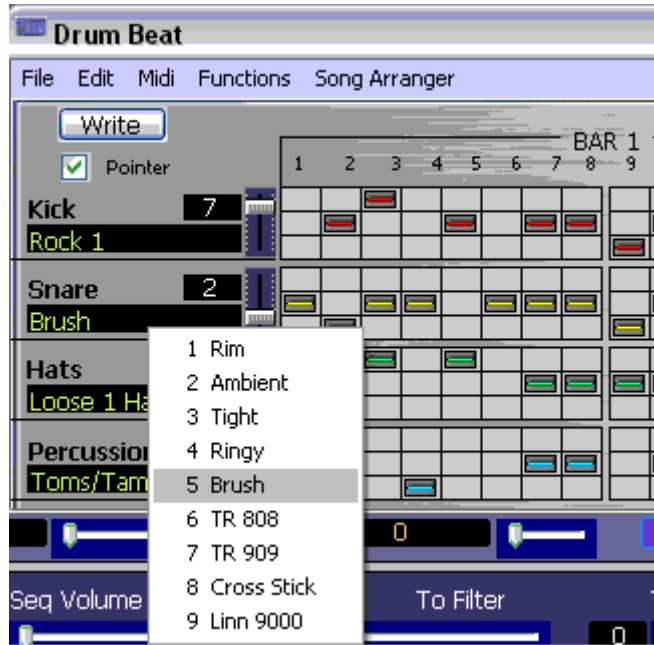 Drum Beat
File Edit Midi Functions Song Arranger
Write
Pointer
BAR 1
1 2 3 4 5 6 7 8 9
Kick 7
Rock 1
Snare 2
Brush
Hats
Loose 1
Toms/Tam
1 Rim
2 Ambient
3 Tight
4 Ringy
5 Brush
6 TR 808
7 TR 909
8 Cross Stick
9 Linn 9000
0
Seq Volume To Filter
0